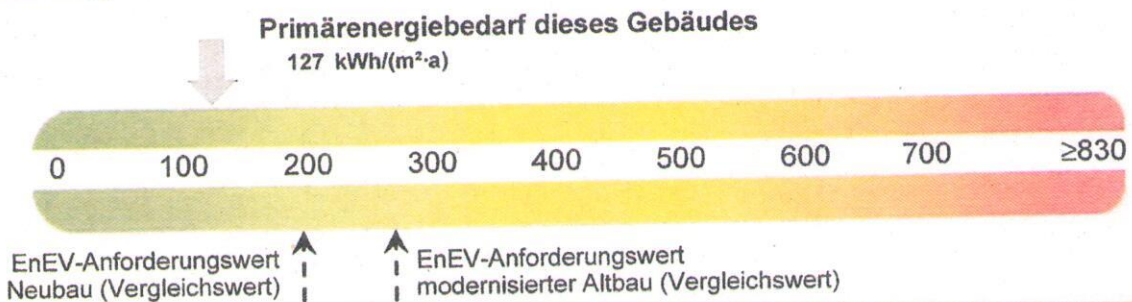 Primärenergiebedarf dieses Gebäudes
127 kWh/(m²·a)
0 100 200 300 400 500 600 700 ≥830
EnEV-Anforderungswert
Neubau (Vergleichswert)
EnEV-Anforderungswert
modernisierter Altbau (Vergleichswert)